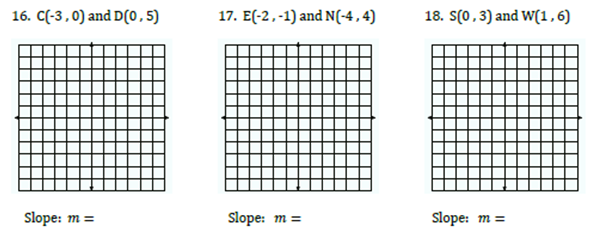 16. C(-3 , 0) and D(0 , 5)
17. E(-2 , -1) and N(-4 , 4)
18. S(0 , 3) and W(1 , 6)
Slope: m =
Slope: m =
Slope: m =